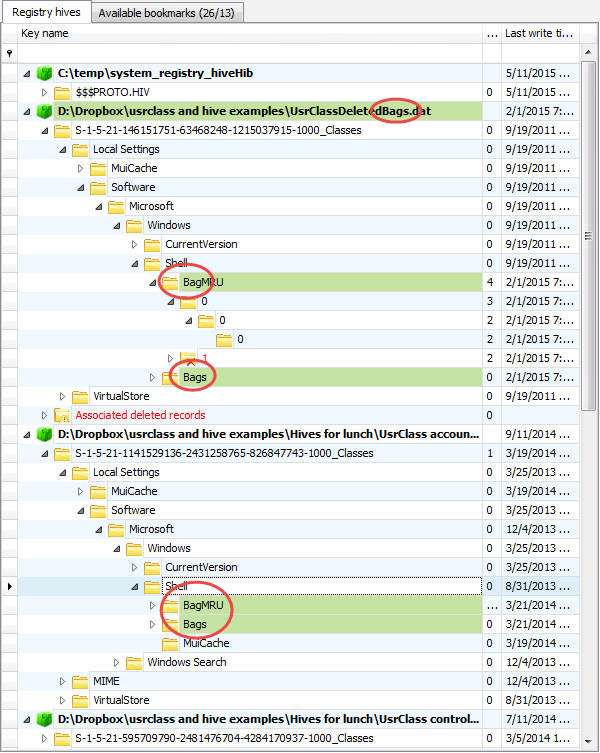 Registry hives Available bookmarks (26/13)
Key name ... Last write ti...
C:\temp\system_registry_hiveHib 5/11/2015 ...
$$$PROTO.HIV 0 5/11/2015 ...
D:\Dropbox\usrclass and hive examples\UsrClassDeletedBags.dat 2/1/2015 7:...
S-1-5-21-146151751-63468248-1215037915-1000_Classes 0 9/19/2011 ...
Local Settings 0 9/19/2011 ...
MuiCache 0 9/19/2011 ...
Software 0 9/19/2011 ...
Microsoft 0 9/19/2011 ...
Windows 0 9/19/2011 ...
CurrentVersion 0 9/19/2011 ...
Shell 0 9/19/2011 ...
BagMRU 4 2/1/2015 7:...
0 3 2/1/2015 7:...
0 2 2/1/2015 7:...
0 2 2/1/2015 7:...
1 2 2/1/2015 7:...
Bags 0 2/1/2015 7:...
VirtualStore 0 9/19/2011 ...
Associated deleted records 0
D:\Dropbox\usrclass and hive examples\Hives for lunch\UsrClass accoun... 9/11/2014 ...
S-1-5-21-1141529136-2431258765-826847743-1000_Classes 1 3/19/2014 ...
Local Settings 0 3/25/2013 ...
MuiCache 0 3/19/2014 ...
Software 0 3/25/2013 ...
Microsoft 0 12/4/2013 ...
Windows 0 3/25/2013 ...
CurrentVersion 0 3/25/2013 ...
Shell 0 8/31/2013 ...
BagMRU ... 3/21/2014 ...
Bags 0 3/21/2014 ...
MuiCache 0 3/19/2014 ...
Windows Search 0 12/4/2013 ...
MIME 0 12/4/2013 ...
VirtualStore 0 8/31/2013 ...
D:\Dropbox\usrclass and hive examples\Hives for lunch\UsrClass control... 7/11/2014 ...
S-1-5-21-595709790-2481476704-4284170937-1000_Classes 0 3/5/2014 1...